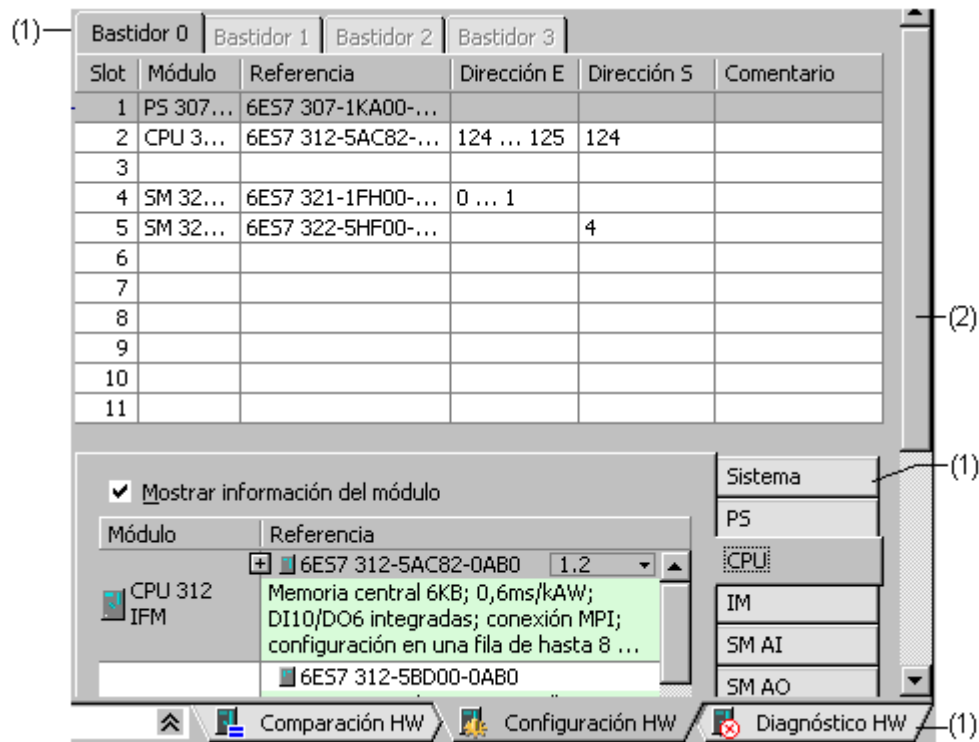 (1)
Bastidor 0 Bastidor 1 Bastidor 2 Bastidor 3
Slot Módulo Referencia Dirección E Dirección S Comentario
1 PS 307... 6ES7 307-1KA00-...
2 CPU 3... 6ES7 312-5AC82-... 124 ... 125 124
3
4 SM 32... 6ES7 321-1FH00-... 0 ... 1
5 SM 32... 6ES7 322-5HF00-... 4
6
7
8
(2)
9
10
11
Mostrar información del módulo
Sistema
(1)
PS
Módulo Referencia
CPU
6ES7 312-5AC82-0AB0 1.2
CPU 312 IFM
Memoria central 6KB; 0,6ms/kAW;
DI10/DO6 integradas; conexión MPI;
configuración en una fila de hasta 8 ...
IM
SM AI
6ES7 312-5BD00-0AB0
SM AO
Comparación HW Configuración HW Diagnóstico HW
(1)